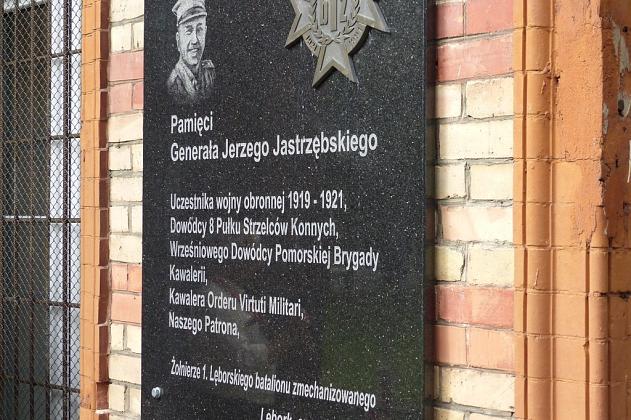 Pamięci
Generała Jerzego Jastrzębskiego
Uczestnika wojny obronnej 1919 - 1921,
Dowódcy 8 Pułku Strzelców Konnych,
Wrześniowego Dowódcy Pomorskiej Brygady
Kawalerii,
Kawalera Orderu Virtuti Militari,
Naszego Patrona,
Żołnierze 1. Lęborskiego batalionu zmechanizowanego